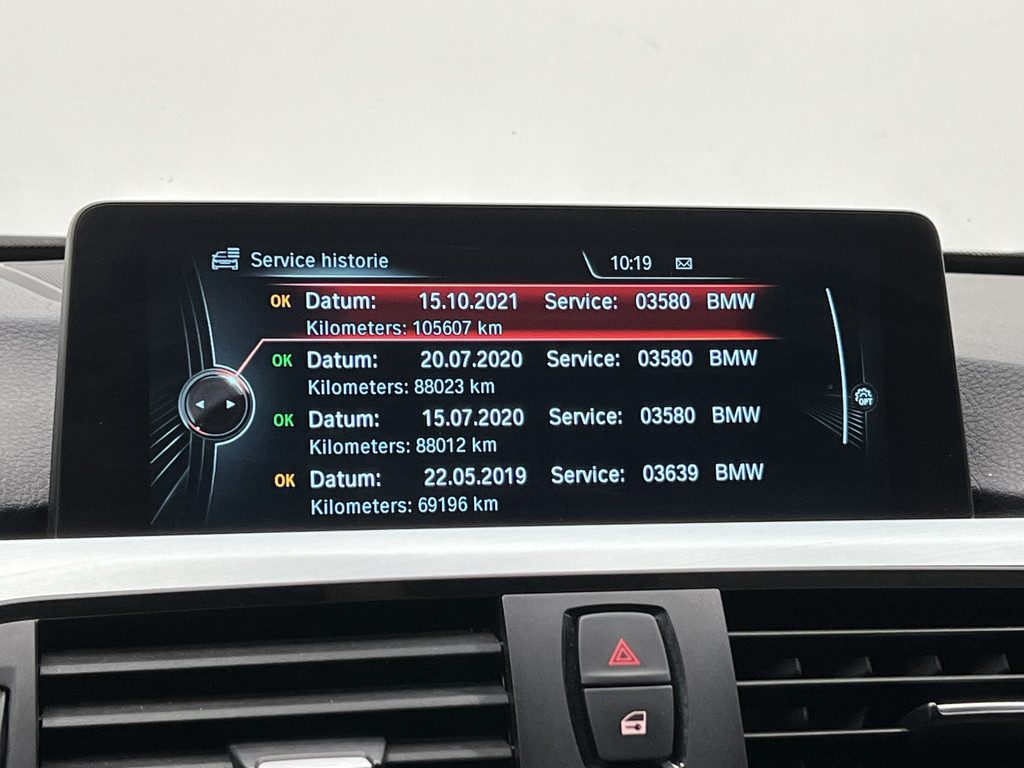 Service historie 10:19
OK Datum: 15.10.2021 Service: 03580 BMW
Kilometers: 105607 km
OK Datum: 20.07.2020 Service: 03580 BMW
Kilometers: 88023 km
OK Datum: 15.07.2020 Service: 03580 BMW
Kilometers: 88012 km
OK Datum: 22.05.2019 Service: 03639 BMW
Kilometers: 69196 km
OPT